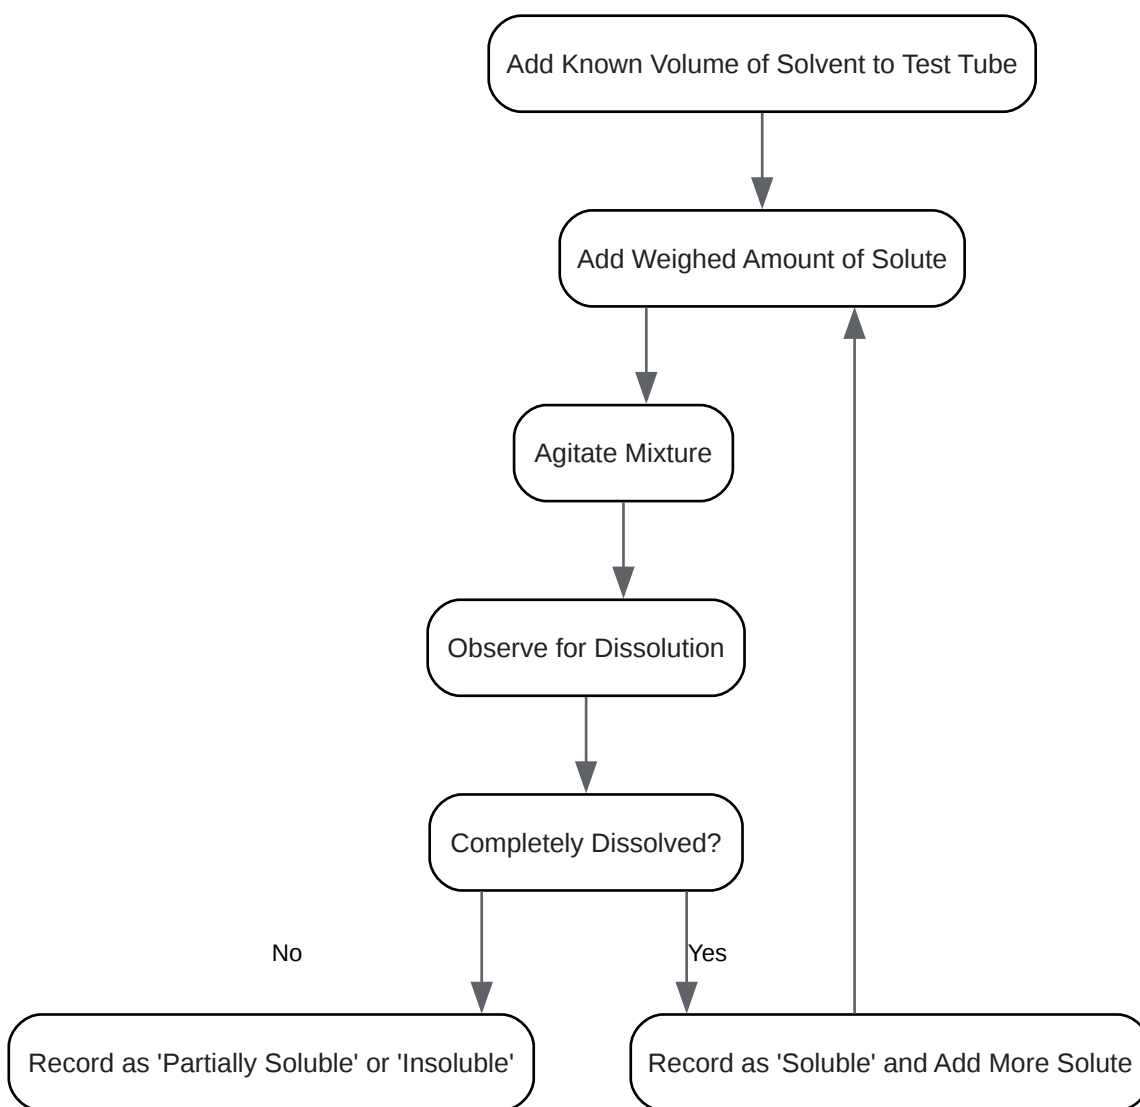 Add Known Volume of Solvent to Test Tube
Add Weighed Amount of Solute
Agitate Mixture
Observe for Dissolution
Completely Dissolved?
No
Yes
Record as 'Partially Soluble' or 'Insoluble'
Record as 'Soluble' and Add More Solute